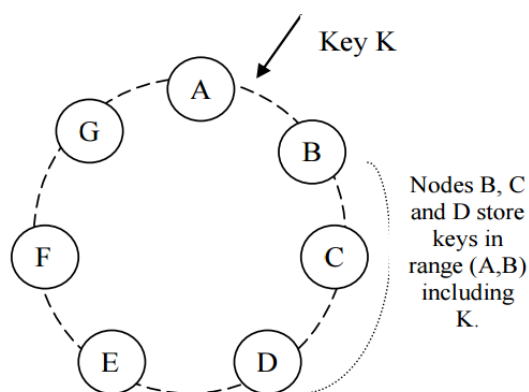 Key K
A
G
B
Nodes B, C
and D store
keys in
range (A,B)
including
K.
F
C
E
D